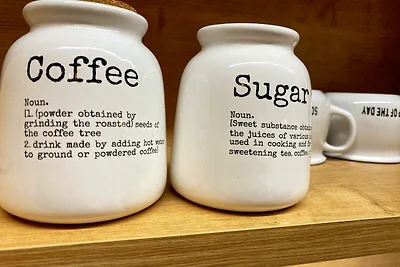 Coffee
Noun.
[1. (powder obtained by
grinding the roasted) seeds of
the coffee tree
2. drink made by adding hot water
to ground or powdered coffee]
Sugar
Noun.
[Sweet substance
the juices of various
used in cooking and
sweetening tea, coffee
OF THE DAY